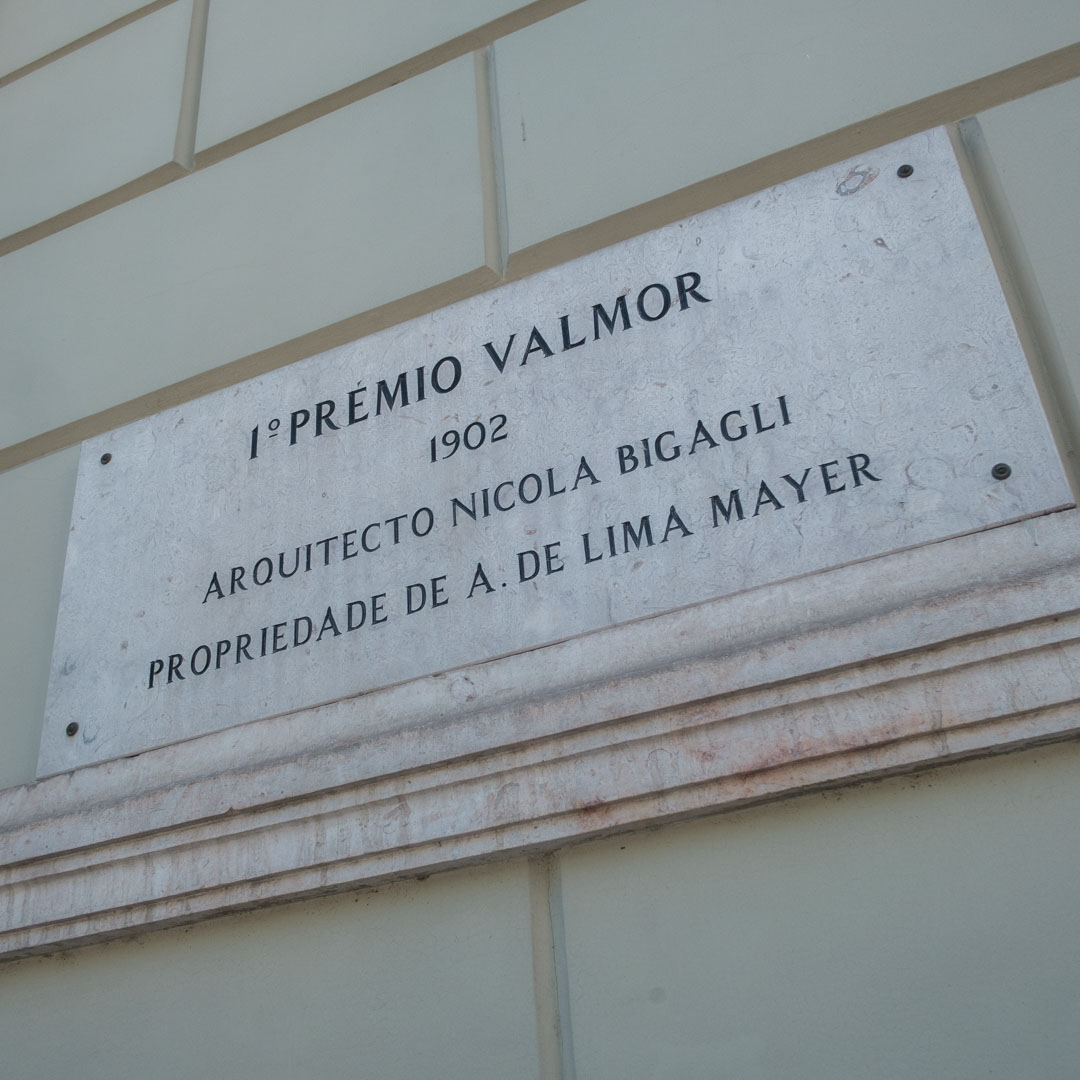 1º PRÉMIO VALMOR
1902
ARQUITECTO NICOLA BIGAGLI
PROPRIEDADE DE A. DE LIMA MAYER